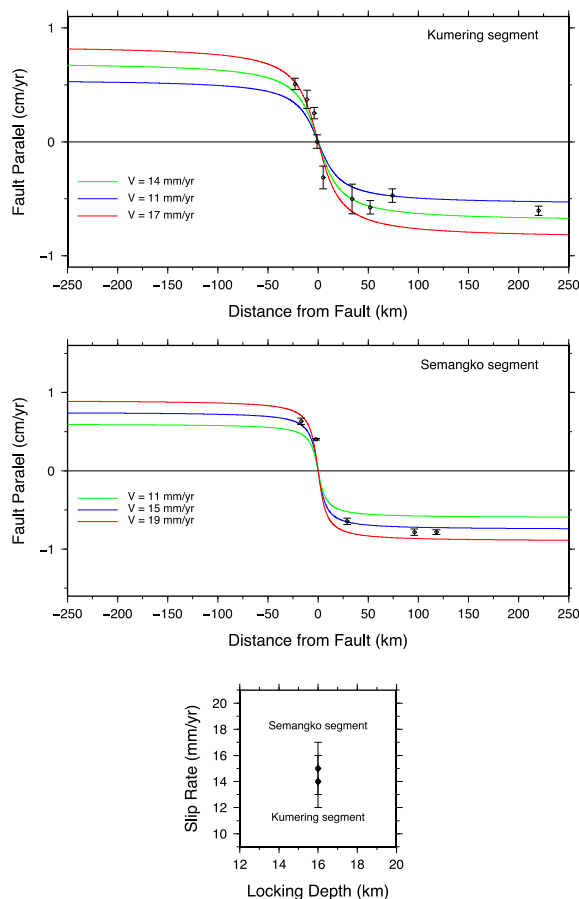 Kumering segment
Fault Paralel (cm/yr)
1
0
−1
V = 14 mm/yr
V = 11 mm/yr
V = 17 mm/yr
−250 −200 −150 −100 −50 0 50 100 150 200 250
Distance from Fault (km)
Semangko segment
Fault Paralel (cm/yr)
1
0
−1
V = 11 mm/yr
V = 15 mm/yr
V = 19 mm/yr
−250 −200 −150 −100 −50 0 50 100 150 200 250
Distance from Fault (km)
Slip Rate (mm/yr)
20
18
16
14
12
10
Semangko segment
Kumering segment
12 14 16 18 20
Locking Depth (km)